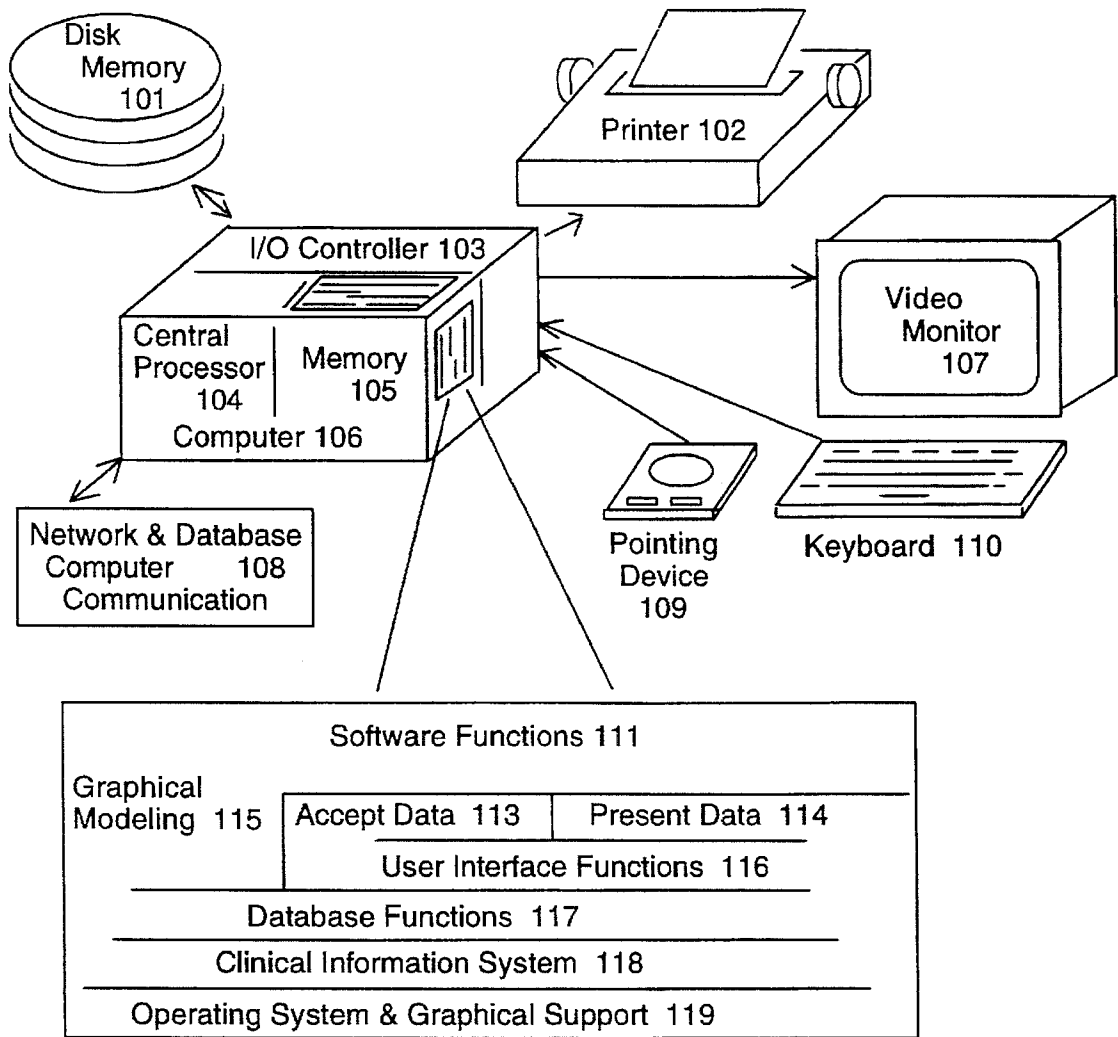 Disk
Memory
101
Printer 102
I/O Controller 103
Central
Processor
104
Memory
105
Computer 106
Video
Monitor
107
Network & Database
Computer 108
Communication
Pointing
Device
109
Keyboard 110
Software Functions 111
Graphical
Modeling 115
Accept Data 113
Present Data 114
User Interface Functions 116
Database Functions 117
Clinical Information System 118
Operating System & Graphical Support 119